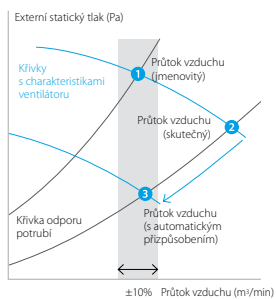 Externí statický tlak (Pa)
Křivky
s charakteristikami
ventilátoru
1
Průtok vzduchu
(jmenovitý)
Průtok vzduchu
(skutečný)
2
3
Křivka odporu
potrubí
Průtok vzduchu
(s automatickým
přizpůsobením)
±10% Průtok vzduchu (m³/min)